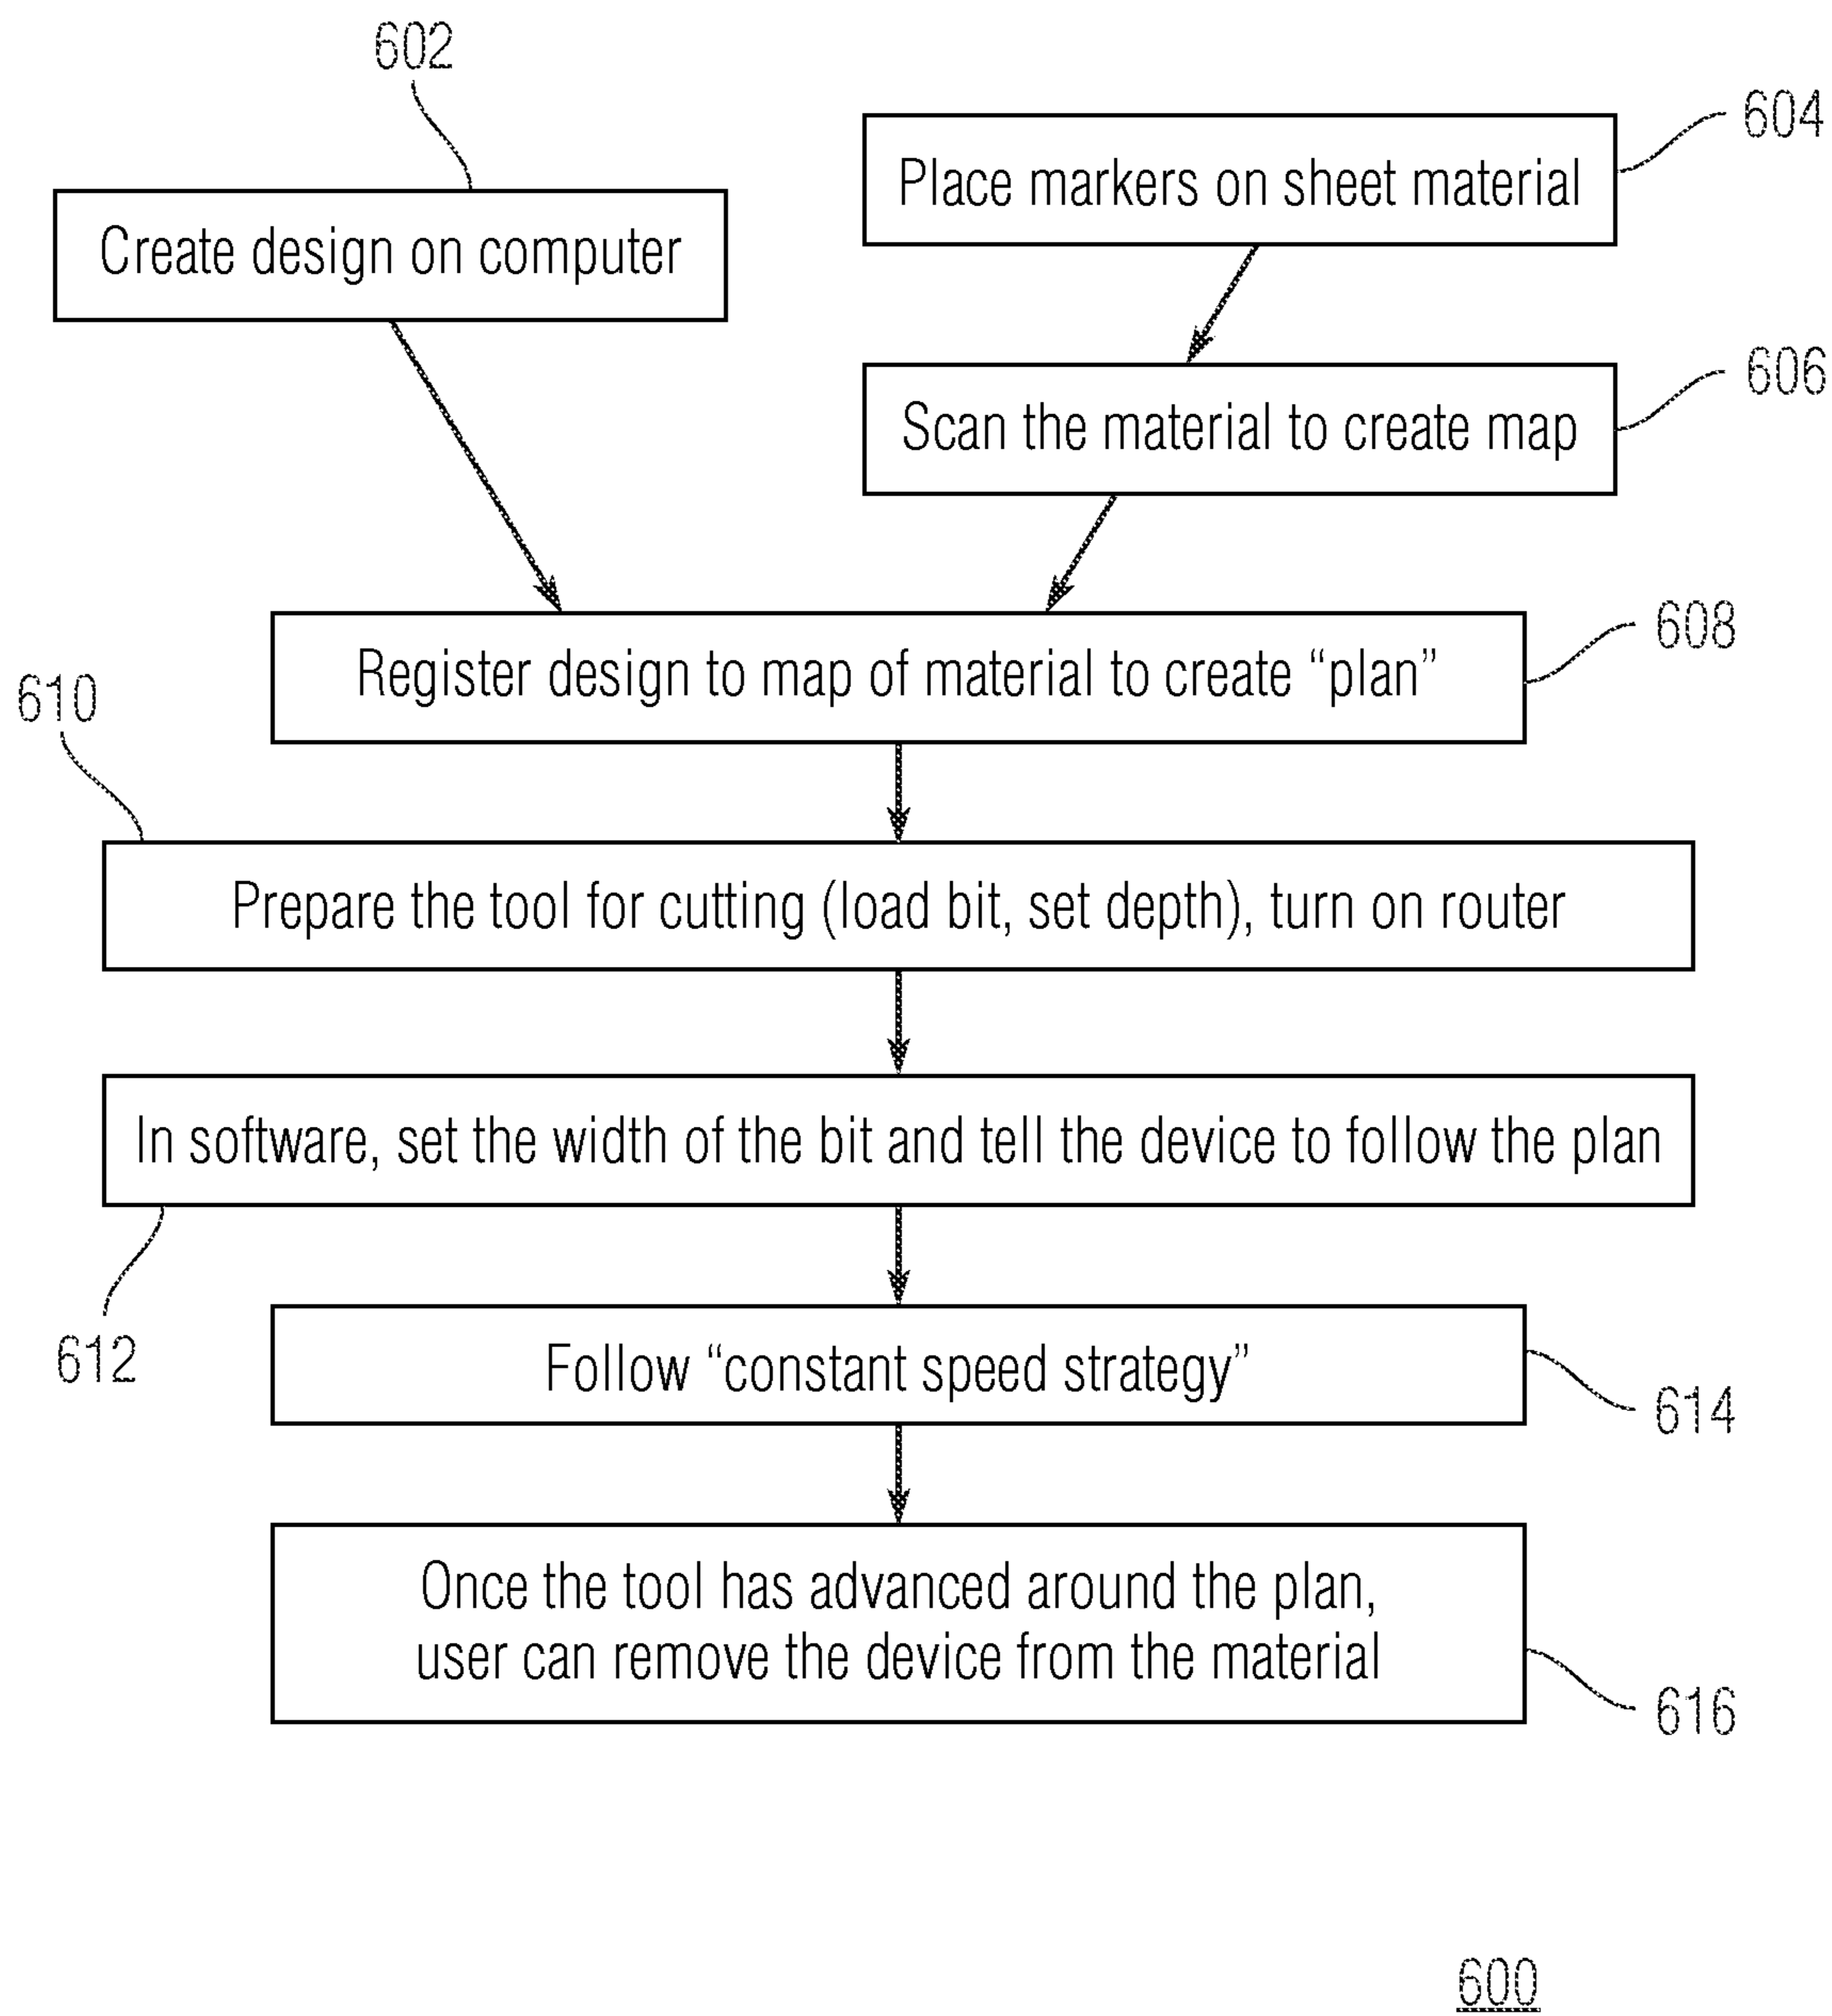 602
604
Place markers on sheet material
Create design on computer
606
Scan the material to create map
608
Register design to map of material to create “plan”
610
Prepare the tool for cutting (load bit, set depth), turn on router
In software, set the width of the bit and tell the device to follow the plan
612
Follow “constant speed strategy”
614
Once the tool has advanced around the plan,
user can remove the device from the material
616
600